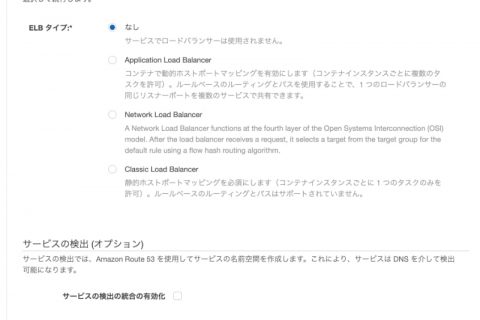 選択して続行します。
ELB タイプ:*
なし
サービスでロードバランサーは使用されません。
Application Load Balancer
コンテナで動的ホストポートマッピングを有効にします（コンテナインスタンスごとに複数のタ
スクを許可）。ルールベースのルーティングとパスを使用することで、1 つのロードバランサーの
同じリスナーポートを複数のサービスで共有できます。
Network Load Balancer
A Network Load Balancer functions at the fourth layer of the Open Systems Interconnection (OSI)
model. After the load balancer receives a request, it selects a target from the target group for the
default rule using a flow hash routing algorithm.
Classic Load Balancer
静的ホストポートマッピングを必須にします（コンテナインスタンスごとに 1 つのタスクのみを
許可）。ルールベースのルーティングとパスはサポートされていません。
サービスの検出 (オプション)
サービスの検出では、Amazon Route 53 を使用してサービスの名前空間を作成します。これにより、サービスは DNS を介して検出
可能になります。
サービスの検出の統合の有効化